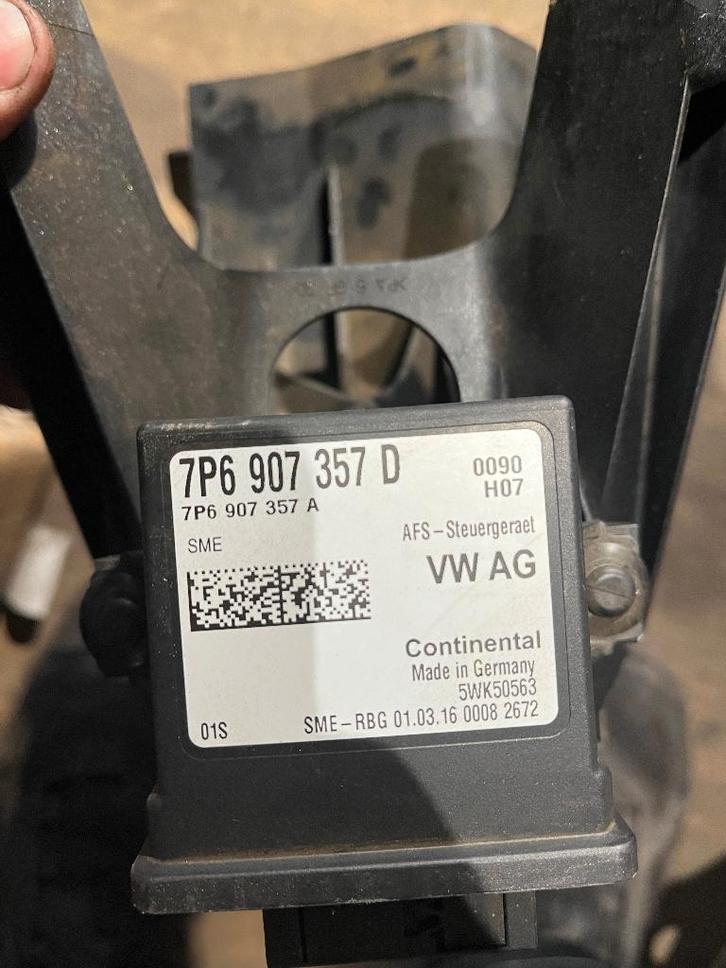 7P6 907 357 D
0090
7P6 907 357 A
H07
AFS-Steuergeraet
SME
VW AG
Continental
Made in Germany
5WK50563
01S
SME-RBG 01.03.16 0008 2672